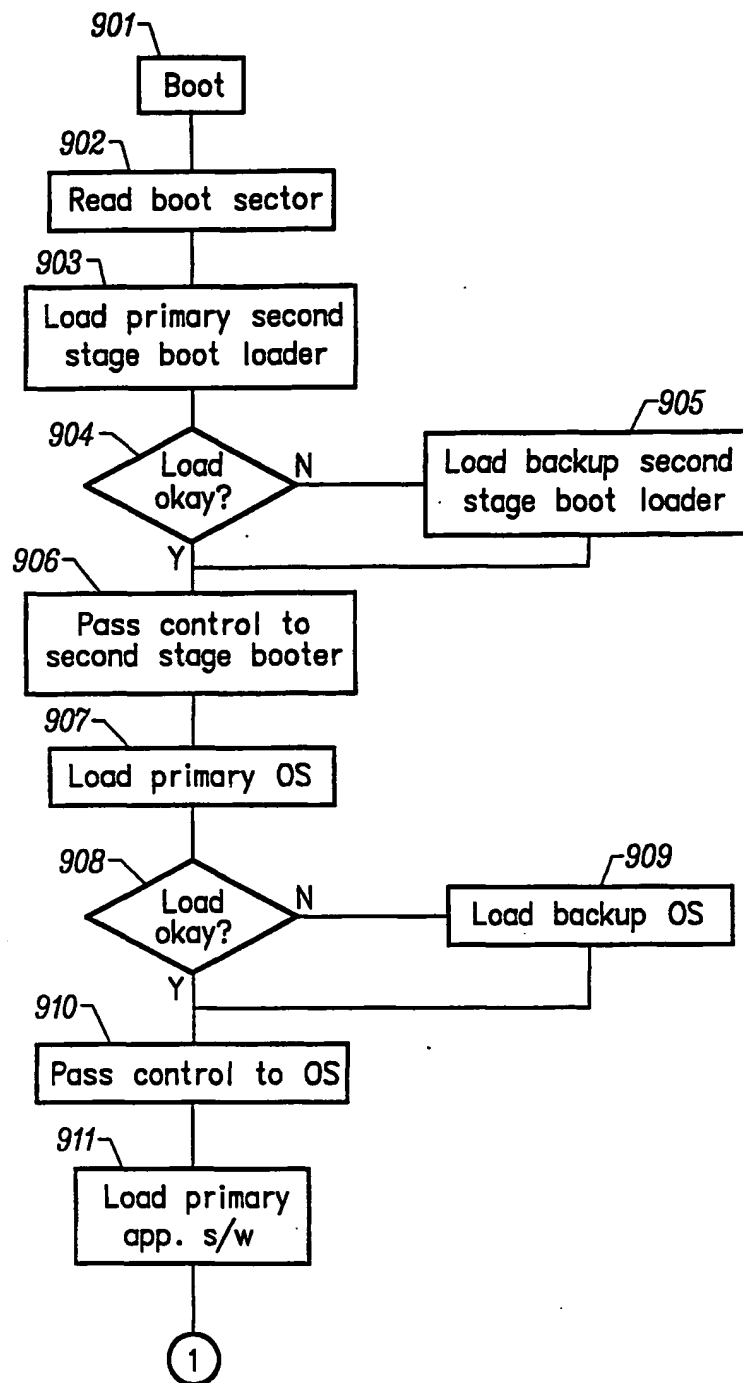 901
Boot
902
Read boot sector
903
Load primary second
stage boot loader
904
Load
okay?
N
Y
905
Load backup second
stage boot loader
906
Pass control to
second stage booter
907
Load primary OS
908
Load
okay?
N
Y
909
Load backup OS
910
Pass control to OS
911
Load primary
app. s/w
1